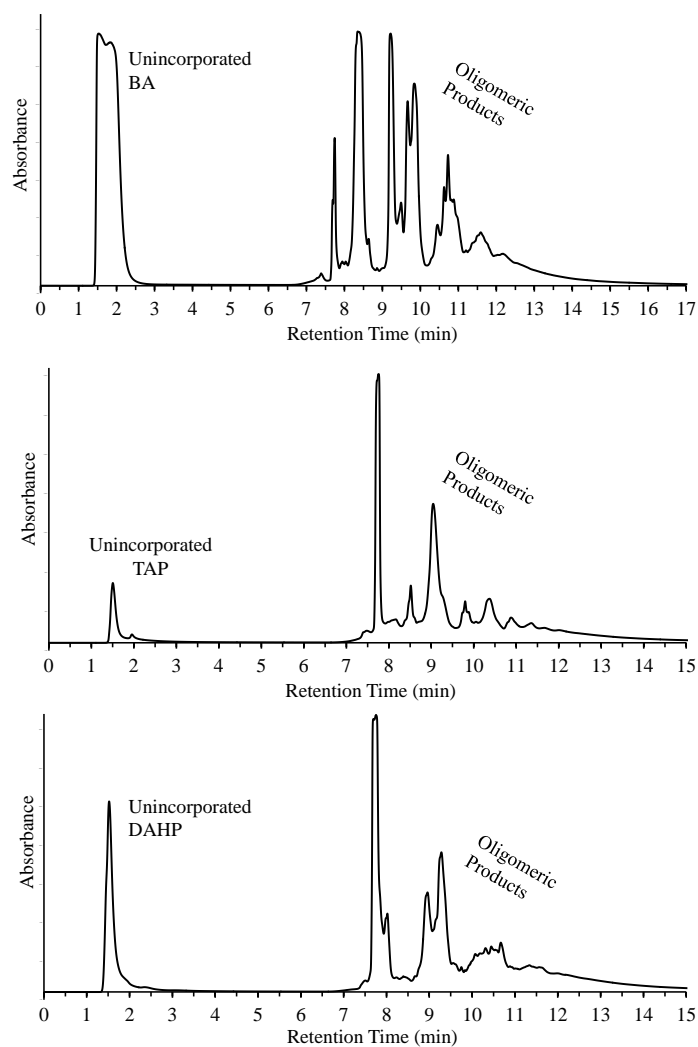 Absorbance
Unincorporated
BA
Oligomeric
Products
0 1 2 3 4 5 6 7 8 9 10 11 12 13 14 15 16 17
Retention Time (min)
Absorbance
Unincorporated
TAP
Oligomeric
Products
0 1 2 3 4 5 6 7 8 9 10 11 12 13 14 15
Retention Time (min)
Absorbance
Unincorporated
DAHP
Oligomeric
Products
0 1 2 3 4 5 6 7 8 9 10 11 12 13 14 15
Retention Time (min)